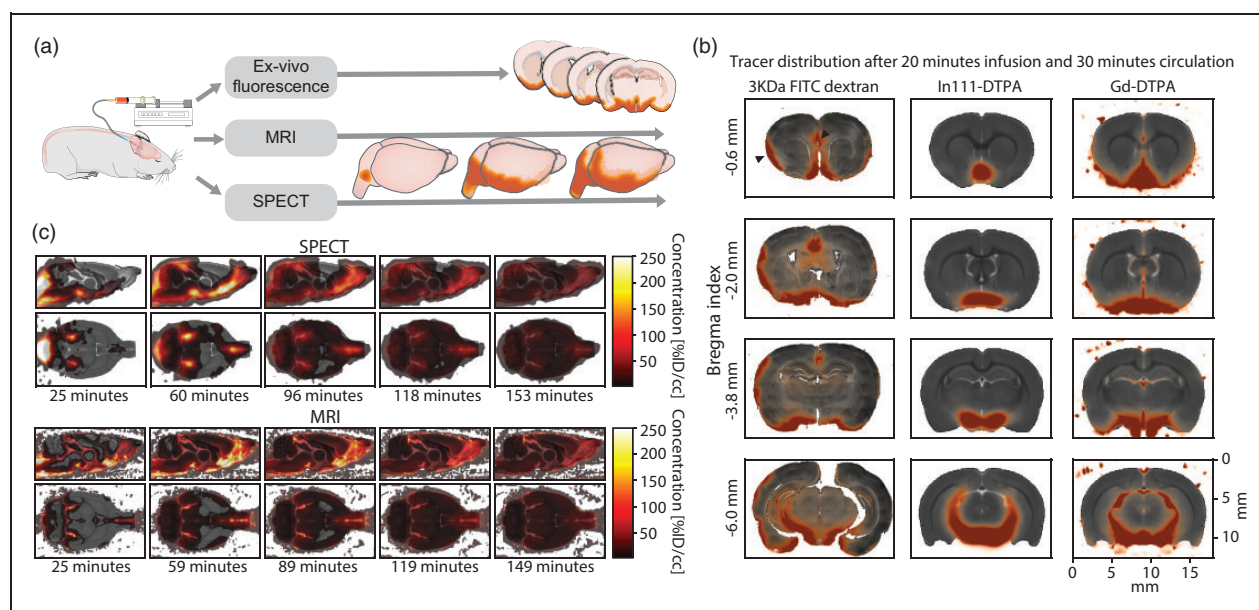 (a)
Ex-vivo
fluorescence
MRI
SPECT
(b)
Tracer distribution after 20 minutes infusion and 30 minutes circulation
3KDa FITC dextran
In111-DTPA
Gd-DTPA
Bregma index
-0.6 mm
-2.0 mm
-3.8 mm
-6.0 mm
0
5
10
mm
0
5
10
15
mm
(c)
SPECT
25 minutes
60 minutes
96 minutes
118 minutes
153 minutes
Concentration [%ID/cc]
250
200
150
100
50
MRI
25 minutes
59 minutes
89 minutes
119 minutes
149 minutes
Concentration [%ID/cc]
250
200
150
100
50